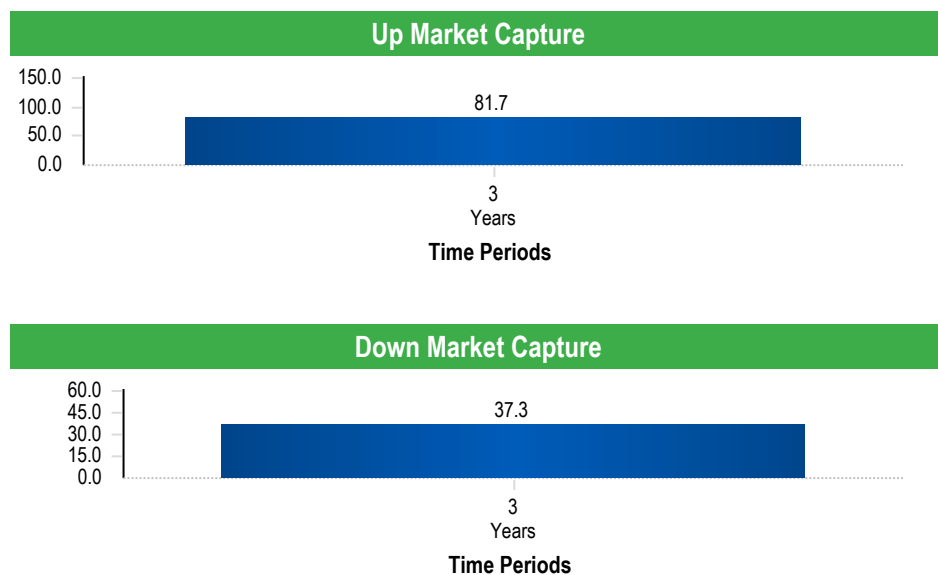 Up Market Capture
150.0
100.0
50.0
0.0
81.7
3
Years
Time Periods
Down Market Capture
60.0
45.0
30.0
15.0
0.0
37.3
3
Years
Time Periods